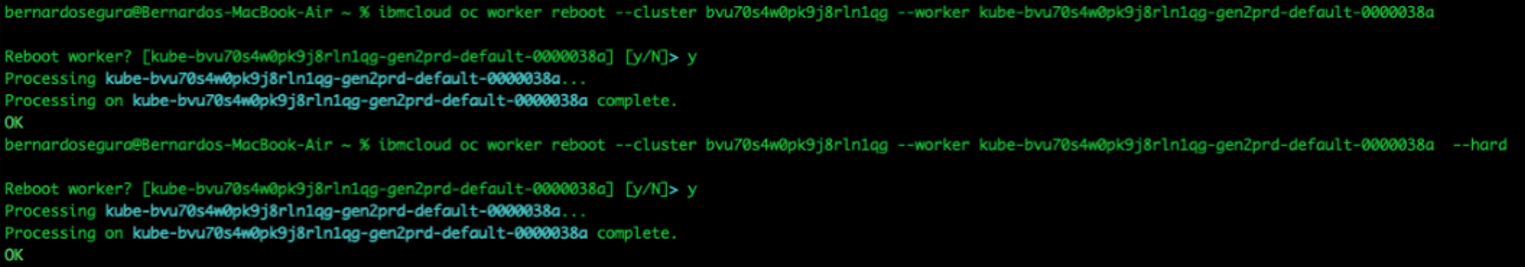 bernardosegura@Bernardos-MacBook-Air ~ % ibmcloud oc worker reboot --cluster bvu70s4w0pk9j8rln1qg --worker kube-bvu70s4w0pk9j8rln1qg-gen2prd-default-0000038a
Reboot worker? [kube-bvu70s4w0pk9j8rln1qg-gen2prd-default-0000038a] [y/N]> y
Processing kube-bvu70s4w0pk9j8rln1qg-gen2prd-default-0000038a...
Processing on kube-bvu70s4w0pk9j8rln1qg-gen2prd-default-0000038a complete.
OK
bernardosegura@Bernardos-MacBook-Air ~ % ibmcloud oc worker reboot --cluster bvu70s4w0pk9j8rln1qg --worker kube-bvu70s4w0pk9j8rln1qg-gen2prd-default-0000038a --hard
Reboot worker? [kube-bvu70s4w0pk9j8rln1qg-gen2prd-default-0000038a] [y/N]> y
Processing kube-bvu70s4w0pk9j8rln1qg-gen2prd-default-0000038a...
Processing on kube-bvu70s4w0pk9j8rln1qg-gen2prd-default-0000038a complete.
OK